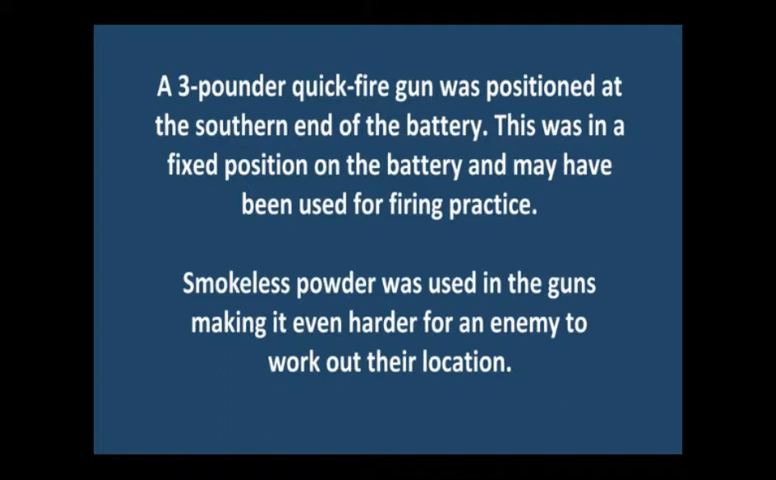 A 3-pounder quick-fire gun was positioned at
the southern end of the battery. This was in a
fixed position on the battery and may have
been used for firing practice.
Smokeless powder was used in the guns
making it even harder for an enemy to
work out their location.